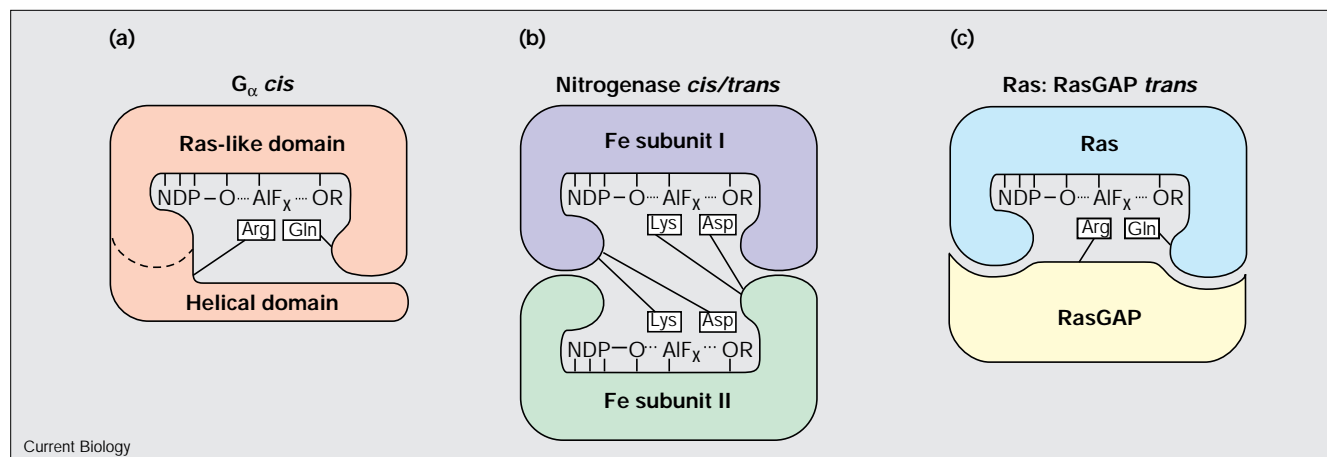 (a)
Gα cis
Ras-like domain
NDP–O····AlFX····OR
Arg Gln
Helical domain
(b)
Nitrogenase cis/trans
Fe subunit I
NDP–O····AlFX····OR
Lys Asp
Lys Asp
NDP–O···AlFX···OR
Fe subunit II
(c)
Ras: RasGAP trans
Ras
NDP–O····AlFX····OR
Arg Gln
RasGAP
Current Biology